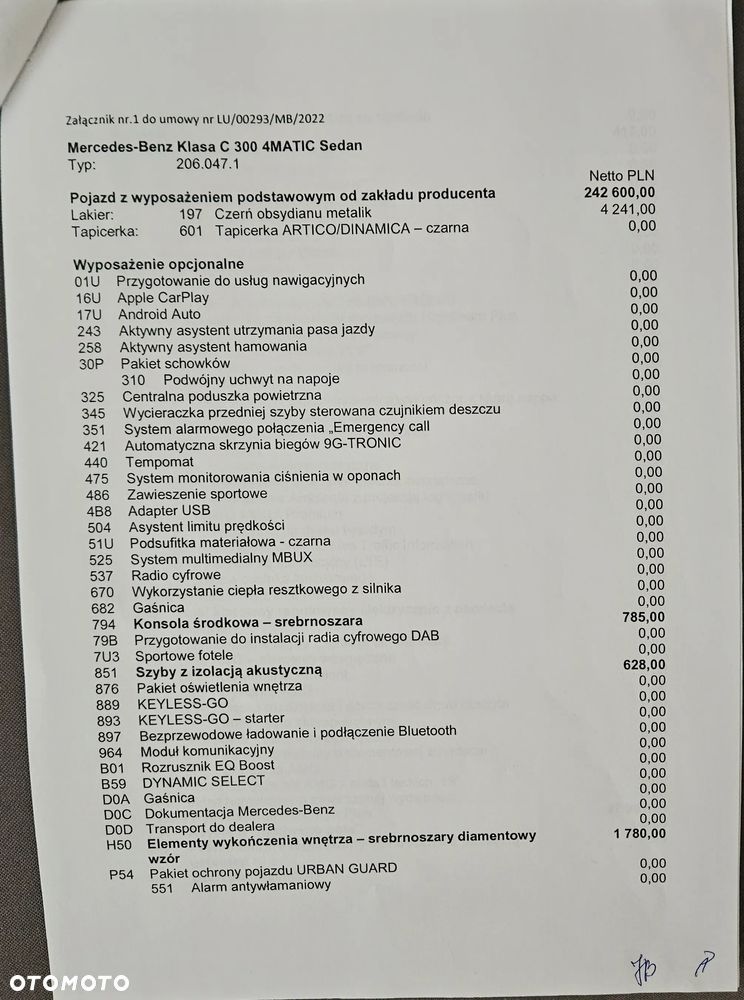 Załącznik nr.1 do umowy nr LU/00293/MB/2022
Mercedes-Benz Klasa C 300 4MATIC Sedan
Typ: 206.047.1
Netto PLN
Pojazd z wyposażeniem podstawowym od zakładu producenta 242 600,00
Lakier: 197 Czerń obsydianu metalik 4 241,00
Tapicerka: 601 Tapicerka ARTICO/DINAMICA – czarna 0,00
Wyposażenie opcjonalne
01U Przygotowanie do usług nawigacyjnych 0,00
16U Apple CarPlay 0,00
17U Android Auto 0,00
243 Aktywny asystent utrzymania pasa jazdy 0,00
258 Aktywny asystent hamowania 0,00
30P Pakiet schowków 0,00
310 Podwójny uchwyt na napoje 0,00
325 Centralna poduszka powietrzna 0,00
345 Wycieraczka przedniej szyby sterowana czujnikiem deszczu 0,00
351 System alarmowego połączenia „Emergency call 0,00
421 Automatyczna skrzynia biegów 9G-TRONIC 0,00
440 Tempomat 0,00
475 System monitorowania ciśnienia w oponach 0,00
486 Zawieszenie sportowe 0,00
4B8 Adapter USB 0,00
504 Asystent limitu prędkości 0,00
51U Podsufitka materiałowa - czarna 0,00
525 System multimedialny MBUX 0,00
537 Radio cyfrowe 0,00
670 Wykorzystanie ciepła resztkowego z silnika 0,00
682 Gaśnica 0,00
794 Konsola środkowa – srebrnoszara 785,00
79B Przygotowanie do instalacji radia cyfrowego DAB 0,00
7U3 Sportowe fotele 0,00
851 Szyby z izolacją akustyczną 628,00
876 Pakiet oświetlenia wnętrza 0,00
889 KEYLESS-GO 0,00
893 KEYLESS-GO – starter 0,00
897 Bezprzewodowe ładowanie i podłączenie Bluetooth 0,00
964 Moduł komunikacyjny 0,00
B01 Rozrusznik EQ Boost 0,00
B59 DYNAMIC SELECT 0,00
D0A Gaśnica 0,00
D0C Dokumentacja Mercedes-Benz 0,00
D0D Transport do dealera 0,00
H50 Elementy wykończenia wnętrza – srebrnoszary diamentowy 1 780,00
wzór
P54 Pakiet ochrony pojazdu URBAN GUARD 0,00
551 Alarm antywłamaniowy 0,00
OTOMOTO